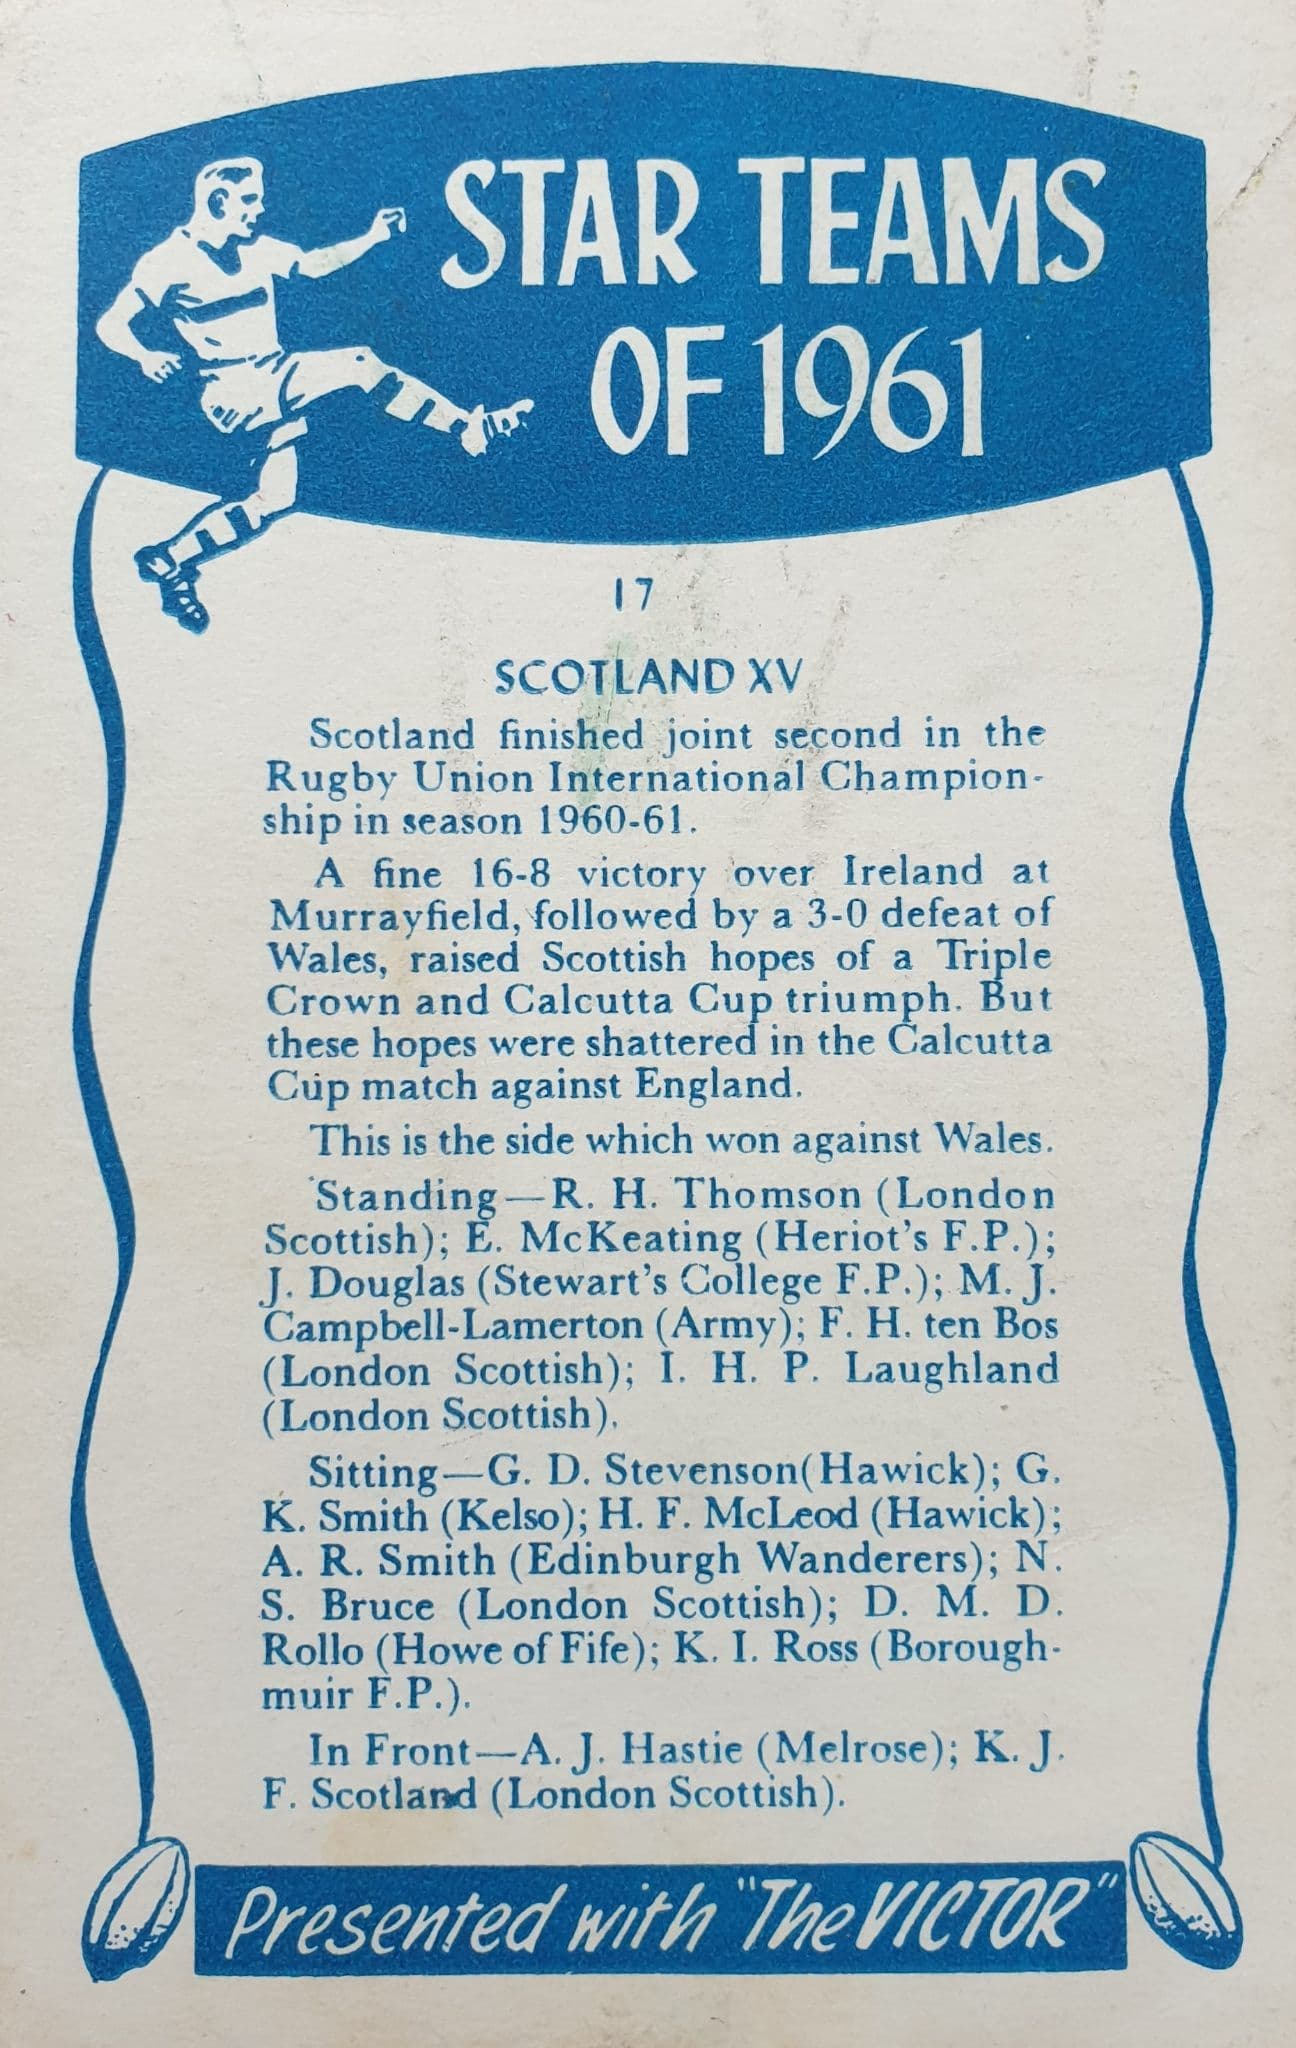 STAR TEAMS
OF 1961
17
SCOTLAND XV
Scotland finished joint second in the
Rugby Union International Champion-
ship in season 1960-61.
A fine 16-8 victory over Ireland at
Murrayfield, followed by a 3-0 defeat of
Wales, raised Scottish hopes of a Triple
Crown and Calcutta Cup triumph. But
these hopes were shattered in the Calcutta
Cup match against England.
This is the side which won against Wales.
Standing—R. H. Thomson (London
Scottish); E. McKeating (Heriot's F.P.);
J. Douglas (Stewart's College F.P.); M. J.
Campbell-Lamerton (Army); F. H. ten Bos
(London Scottish); I. H. P. Laughland
(London Scottish).
Sitting—G. D. Stevenson(Hawick); G.
K. Smith (Kelso); H. F. McLeod (Hawick);
A. R. Smith (Edinburgh Wanderers); N.
S. Bruce (London Scottish); D. M. D.
Rollo (Howe of Fife); K. I. Ross (Borough-
muir F.P.).
In Front—A. J. Hastie (Melrose); K. J.
F. Scotland (London Scottish).
Presented with "The VICTOR"